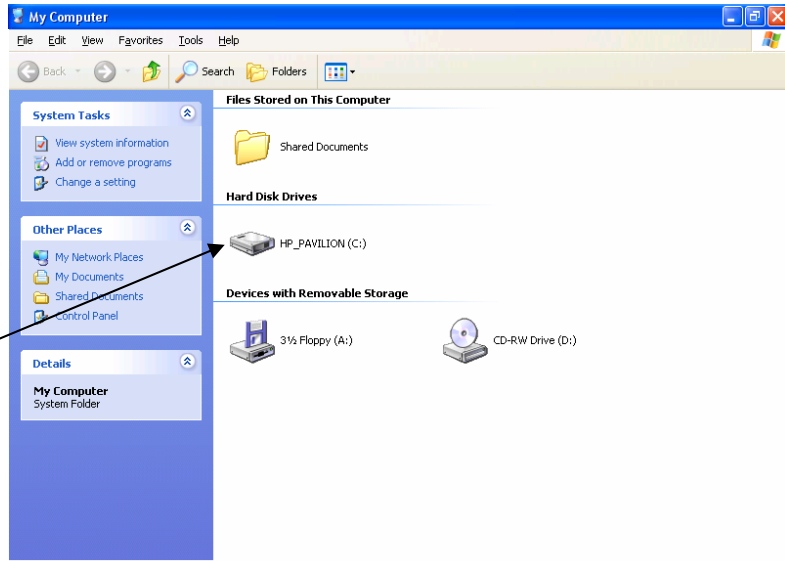 My Computer
File Edit View Favorites Tools Help
Back Search Folders
System Tasks
View system information
Add or remove programs
Change a setting
Other Places
My Network Places
My Documents
Shared Documents
Control Panel
Details
My Computer
System Folder
Files Stored on This Computer
Shared Documents
Hard Disk Drives
HP_PAVILION (C:)
Devices with Removable Storage
3½ Floppy (A:) CD-RW Drive (D:)